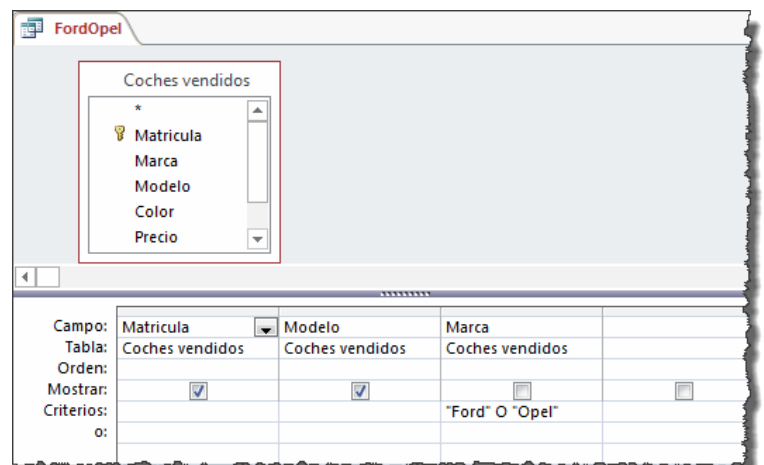 FordOpel
Coches vendidos
*
Matricula
Marca
Modelo
Color
Precio
Campo: Matricula Modelo Marca
Tabla: Coches vendidos Coches vendidos Coches vendidos
Orden:
Mostrar:
Criterios: "Ford" O "Opel"
o: